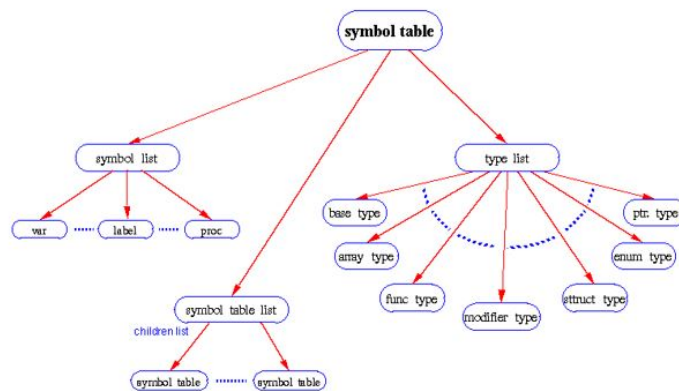 symbol table
symbol list
type list
var
label
proc
base type
ptr. type
array type
enum type
func type
sttuct type
modifier type
symbol table list
children list
symbol table
symbol table